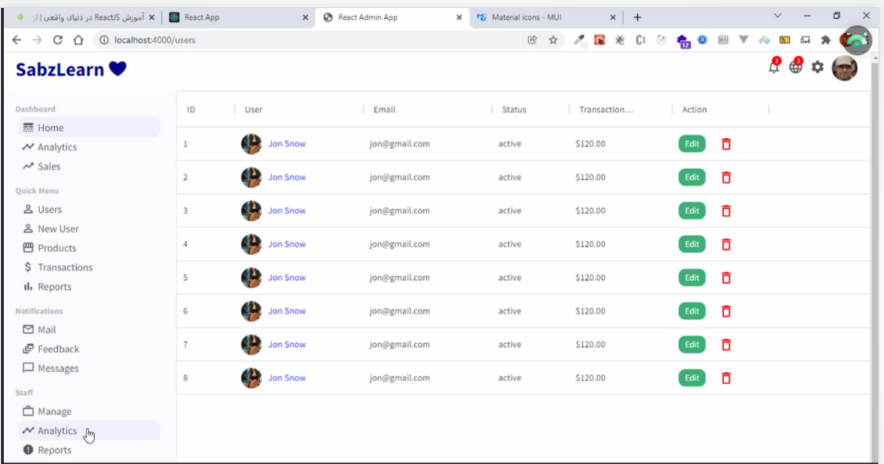 آموزش ReactJS در دنیای واقعی | از
React App
React Admin App
Material icons - MUI
localhost:4000/users
12
SabzLearn
2
2
Dashboard
Home
Analytics
Sales
Quick Menu
Users
New User
Products
Transactions
Reports
Notifications
Mail
Feedback
Messages
Staff
Manage
Analytics
Reports
ID User Email Status Transaction... Action
1 Jon Snow jon@gmail.com active $120.00 Edit
2 Jon Snow jon@gmail.com active $120.00 Edit
3 Jon Snow jon@gmail.com active $120.00 Edit
4 Jon Snow jon@gmail.com active $120.00 Edit
5 Jon Snow jon@gmail.com active $120.00 Edit
6 Jon Snow jon@gmail.com active $120.00 Edit
7 Jon Snow jon@gmail.com active $120.00 Edit
8 Jon Snow jon@gmail.com active $120.00 Edit